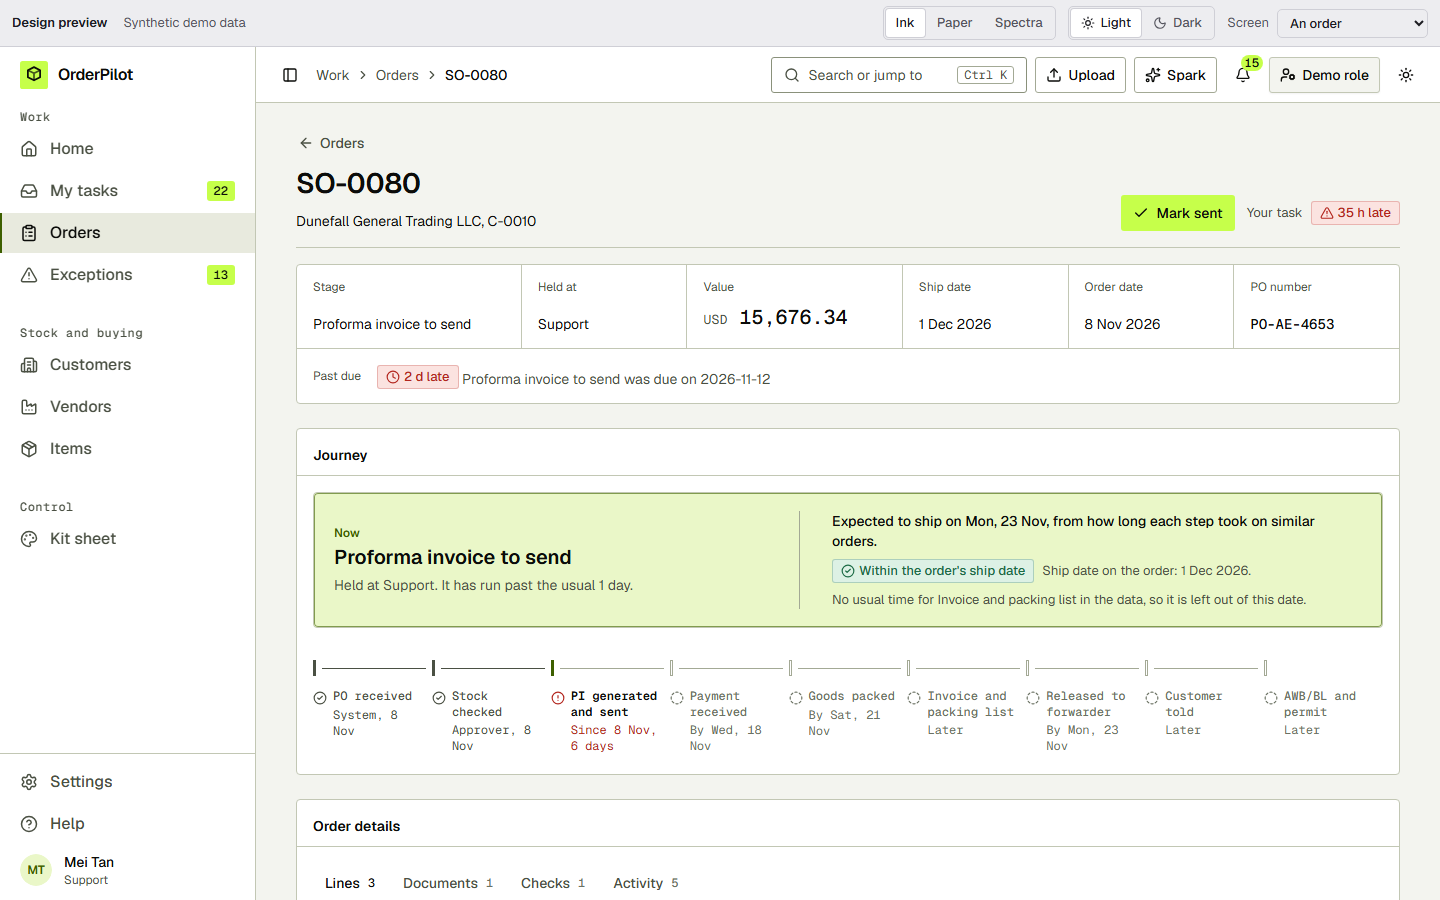 Design preview Synthetic demo data Ink Paper Spectra Light Dark Screen An order
OrderPilot
Work Orders SO-0080 Search or jump to Ctrl K Upload Spark 15 Demo role
Work
Home
My tasks 22
Orders
Exceptions 13
Stock and buying
Customers
Vendors
Items
Control
Kit sheet
Settings
Help
MT Mei Tan
Support
Orders
SO-0080
Dunefall General Trading LLC, C-0010
Mark sent Your task 35 h late
Stage Held at Value Ship date Order date PO number
Proforma invoice to send Support USD 15,676.34 1 Dec 2026 8 Nov 2026 PO-AE-4653
Past due 2 d late Proforma invoice to send was due on 2026-11-12
Journey
Now
Proforma invoice to send
Held at Support. It has run past the usual 1 day.
Expected to ship on Mon, 23 Nov, from how long each step took on similar
orders.
Within the order's ship date Ship date on the order: 1 Dec 2026.
No usual time for Invoice and packing list in the data, so it is left out of this date.
PO received
System, 8
Nov
Stock
checked
Approver, 8
Nov
PI generated
and sent
Since 8 Nov,
6 days
Payment
received
By Wed, 18
Nov
Goods packed
By Sat, 21
Nov
Invoice and
packing list
Later
Released to
forwarder
By Mon, 23
Nov
Customer
told
Later
AWB/BL and
permit
Later
Order details
Lines 3 Documents 1 Checks 1 Activity 5